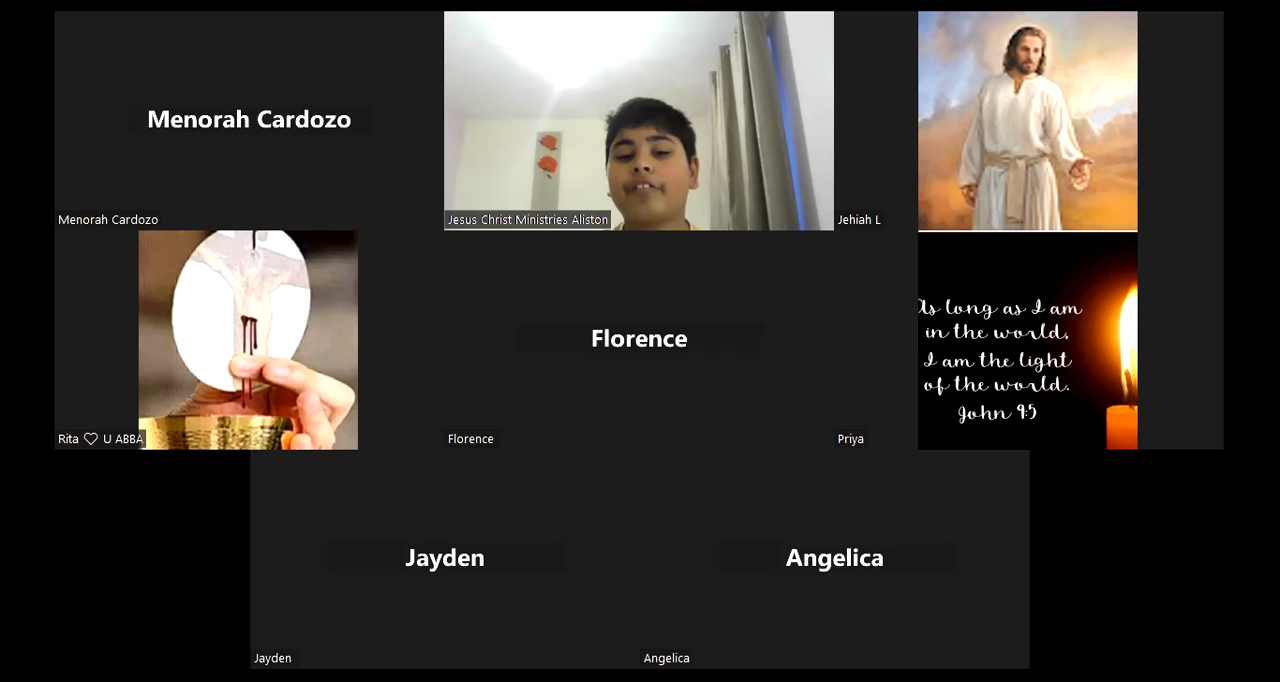 Menorah Cardozo
Menorah Cardozo
Jesus Christ Ministries Aliston
Jehiah L
Rita ♡ U ABBA
Florence
Florence
As long as I am
in the world,
I am the light
of the world.
John 9:5
Priya
Jayden
Jayden
Angelica
Angelica